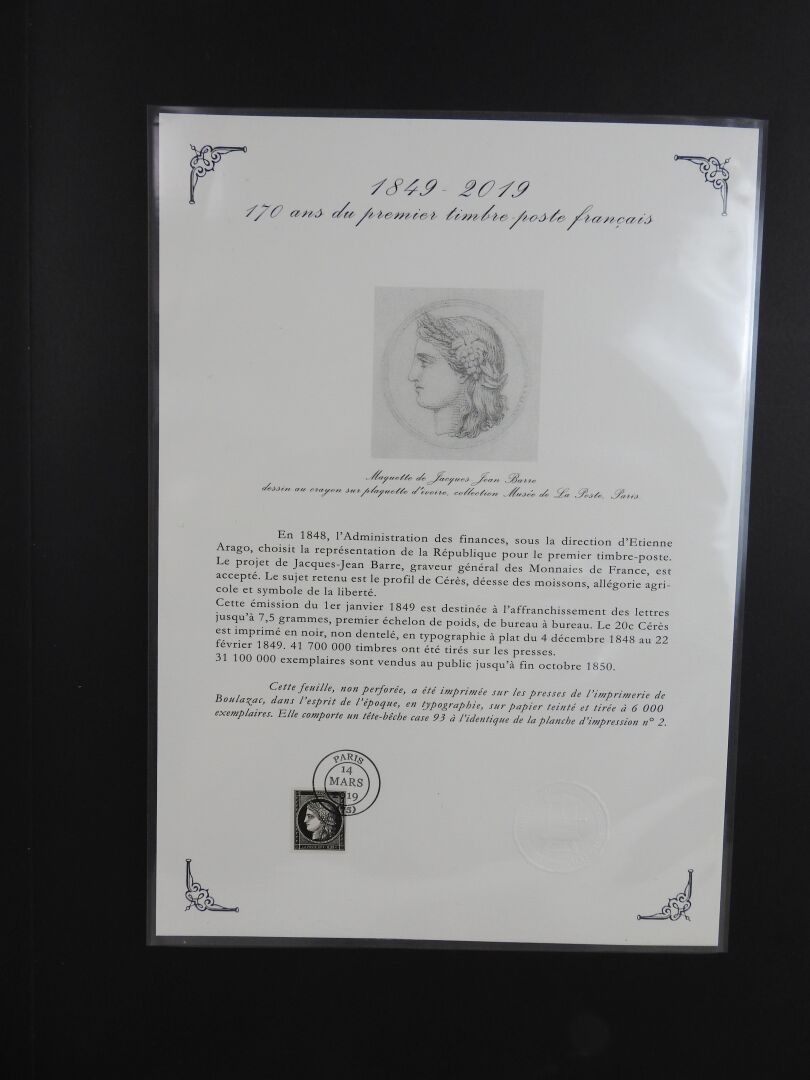 1849 - 2019
170 ans du premier timbre-poste français
Maquette de Jacques Jean Barre
dessin au crayon sur plaquette d'ivoire, collection Musée de La Poste, Paris.
En 1848, l'Administration des finances, sous la direction d'Etienne
Arago, choisit la représentation de la République pour le premier timbre-poste.
Le projet de Jacques-Jean Barre, graveur général des Monnaies de France, est
accepté. Le sujet retenu est le profil de Cérès, déesse des moissons, allégorie agri-
cole et symbole de la liberté.
Cette émission du 1er janvier 1849 est destinée à l'affranchissement des lettres
jusqu'à 7,5 grammes, premier échelon de poids, de bureau à bureau. Le 20c Cérès
est imprimé en noir, non dentelé, en typographie à plat du 4 décembre 1848 au 22
février 1849. 41 700 000 timbres ont été tirés sur les presses.
31 100 000 exemplaires sont vendus au public jusqu'à fin octobre 1850.
Cette feuille, non perforée, a été imprimée sur les presses de l'imprimerie de
Boulazac, dans l'esprit de l'époque, en typographie, sur papier teinté et tirée à 6 000
exemplaires. Elle comporte un tête-bêche case 93 à l'identique de la planche d'impression n° 2.
PARIS
14
MARS
2019